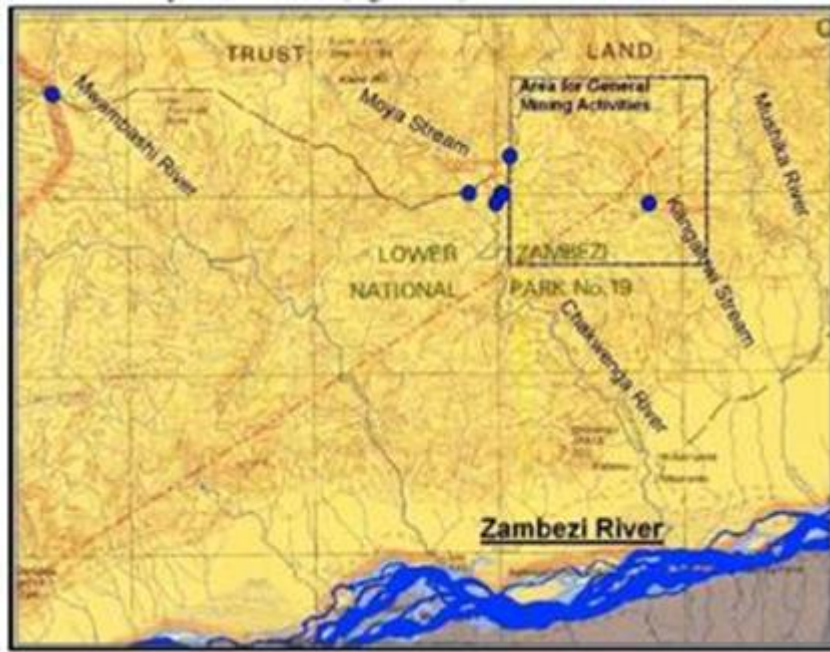 TRUST
LAND
Area for General
Mining Activities
Mwambashi River
Moya Stream
Mushika River
LOWER
ZAMBEZI
Kangaluwi Stream
NATIONAL
PARK No. 19
Chakwenga River
Zambezi River